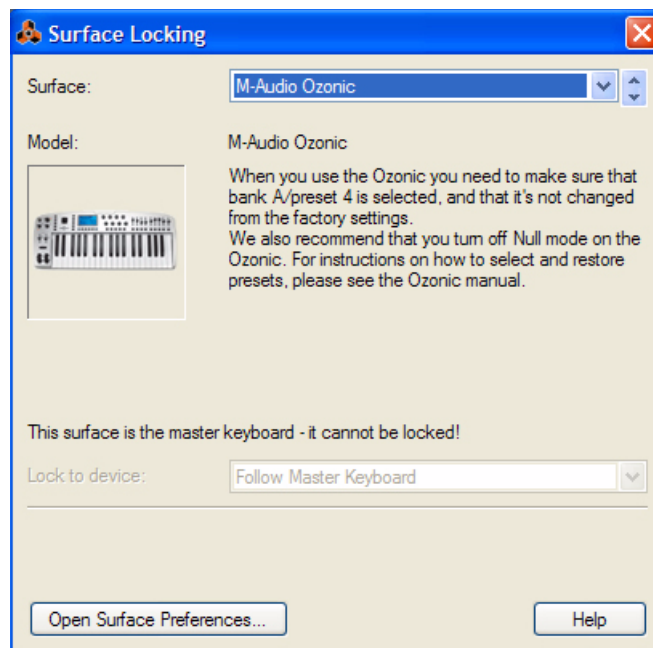 Surface Locking
Surface:
M-Audio Ozonic
Model:
M-Audio Ozonic
When you use the Ozonic you need to make sure that
bank A/preset 4 is selected, and that it's not changed
from the factory settings.
We also recommend that you turn off Null mode on the
Ozonic. For instructions on how to select and restore
presets, please see the Ozonic manual.
This surface is the master keyboard - it cannot be locked!
Lock to device:
Follow Master Keyboard
Open Surface Preferences...
Help